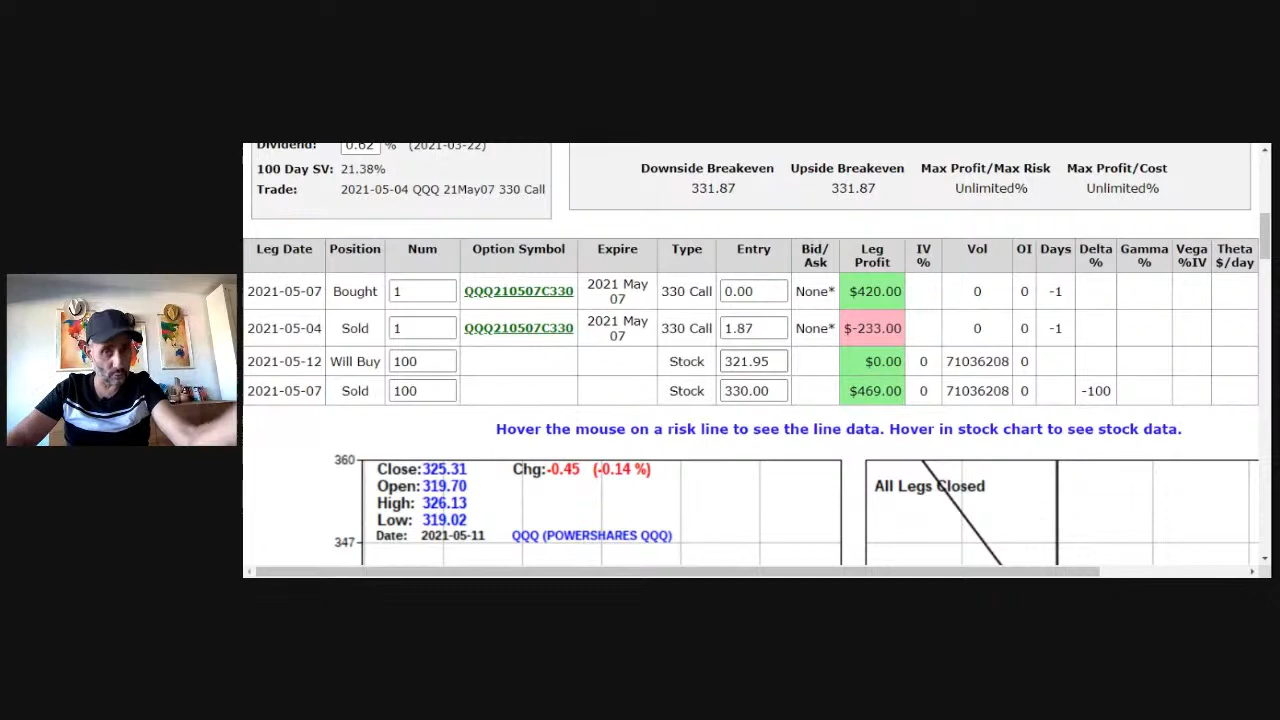 Dividend: 0.62 % (2021-03-22)
100 Day SV: 21.38%
Trade: 2021-05-04 QQQ 21May07 330 Call
Downside Breakeven Upside Breakeven Max Profit/Max Risk Max Profit/Cost
331.87 331.87 Unlimited% Unlimited%
Leg Date Position Num Option Symbol Expire Type Entry Bid/ Ask Leg Profit IV % Vol OI Days Delta % Gamma % Vega %IV Theta $/day
2021-05-07 Bought 1 QQQ210507C330 2021 May 07 330 Call 0.00 None* $420.00 0 0 -1
2021-05-04 Sold 1 QQQ210507C330 2021 May 07 330 Call 1.87 None* $-233.00 0 0 -1
2021-05-12 Will Buy 100 Stock 321.95 $0.00 0 71036208 0
2021-05-07 Sold 100 Stock 330.00 $469.00 0 71036208 0 -100
Hover the mouse on a risk line to see the line data. Hover in stock chart to see stock data.
360
Close:325.31 Chg:-0.45 (-0.14 %)
Open: 319.70
High: 326.13
Low: 319.02
Date: 2021-05-11 QQQ (POWERSHARES QQQ)
347
All Legs Closed